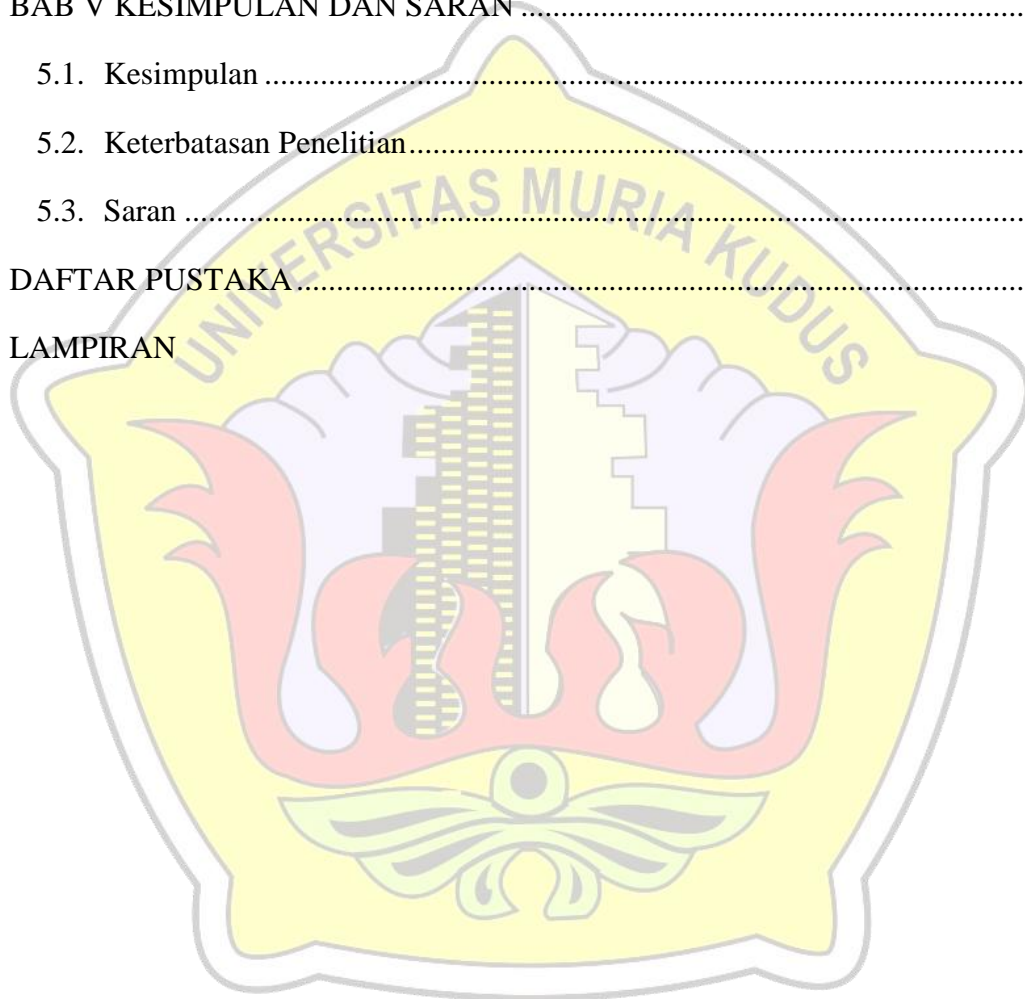 BAB V KESIMPULAN DAN SARAN ........................................................
5.1. Kesimpulan ....................................................................................
5.2. Keterbatasan Penelitian...................................................................
5.3. Saran ..............................................................................................
DAFTAR PUSTAKA.................................................................................
LAMPIRAN
UNIVERSITAS MURIA KUDUS